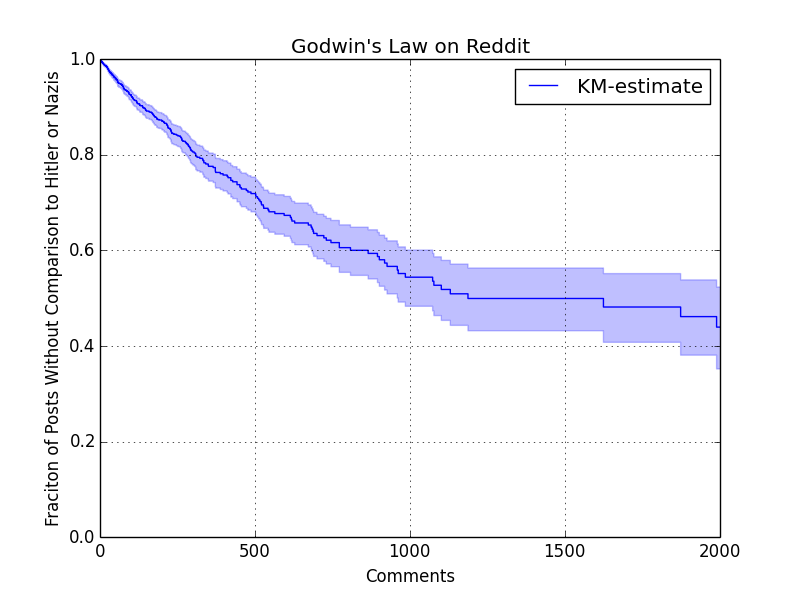 Godwin's Law on Reddit
KM-estimate
Fraciton of Posts Without Comparison to Hitler or Nazis
1.0
0.8
0.6
0.4
0.2
0.0
0
500
1000
1500
2000
Comments